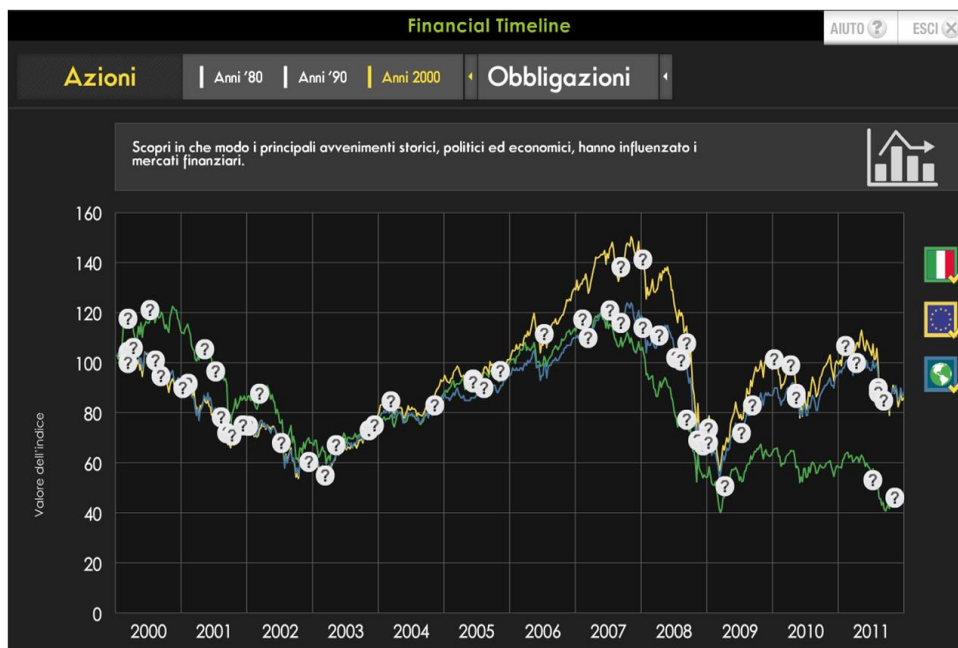 Financial Timeline
AIUTO ?
ESCI X
Azioni
Anni '80
Anni '90
Anni 2000
Obbligazioni
Scopri in che modo i principali avvenimenti storici, politici ed economici, hanno influenzato i
mercati finanziari.
160
140
120
100
80
60
40
20
0
Valore dell'indice
2000 2001 2002 2003 2004 2005 2006 2007 2008 2009 2010 2011